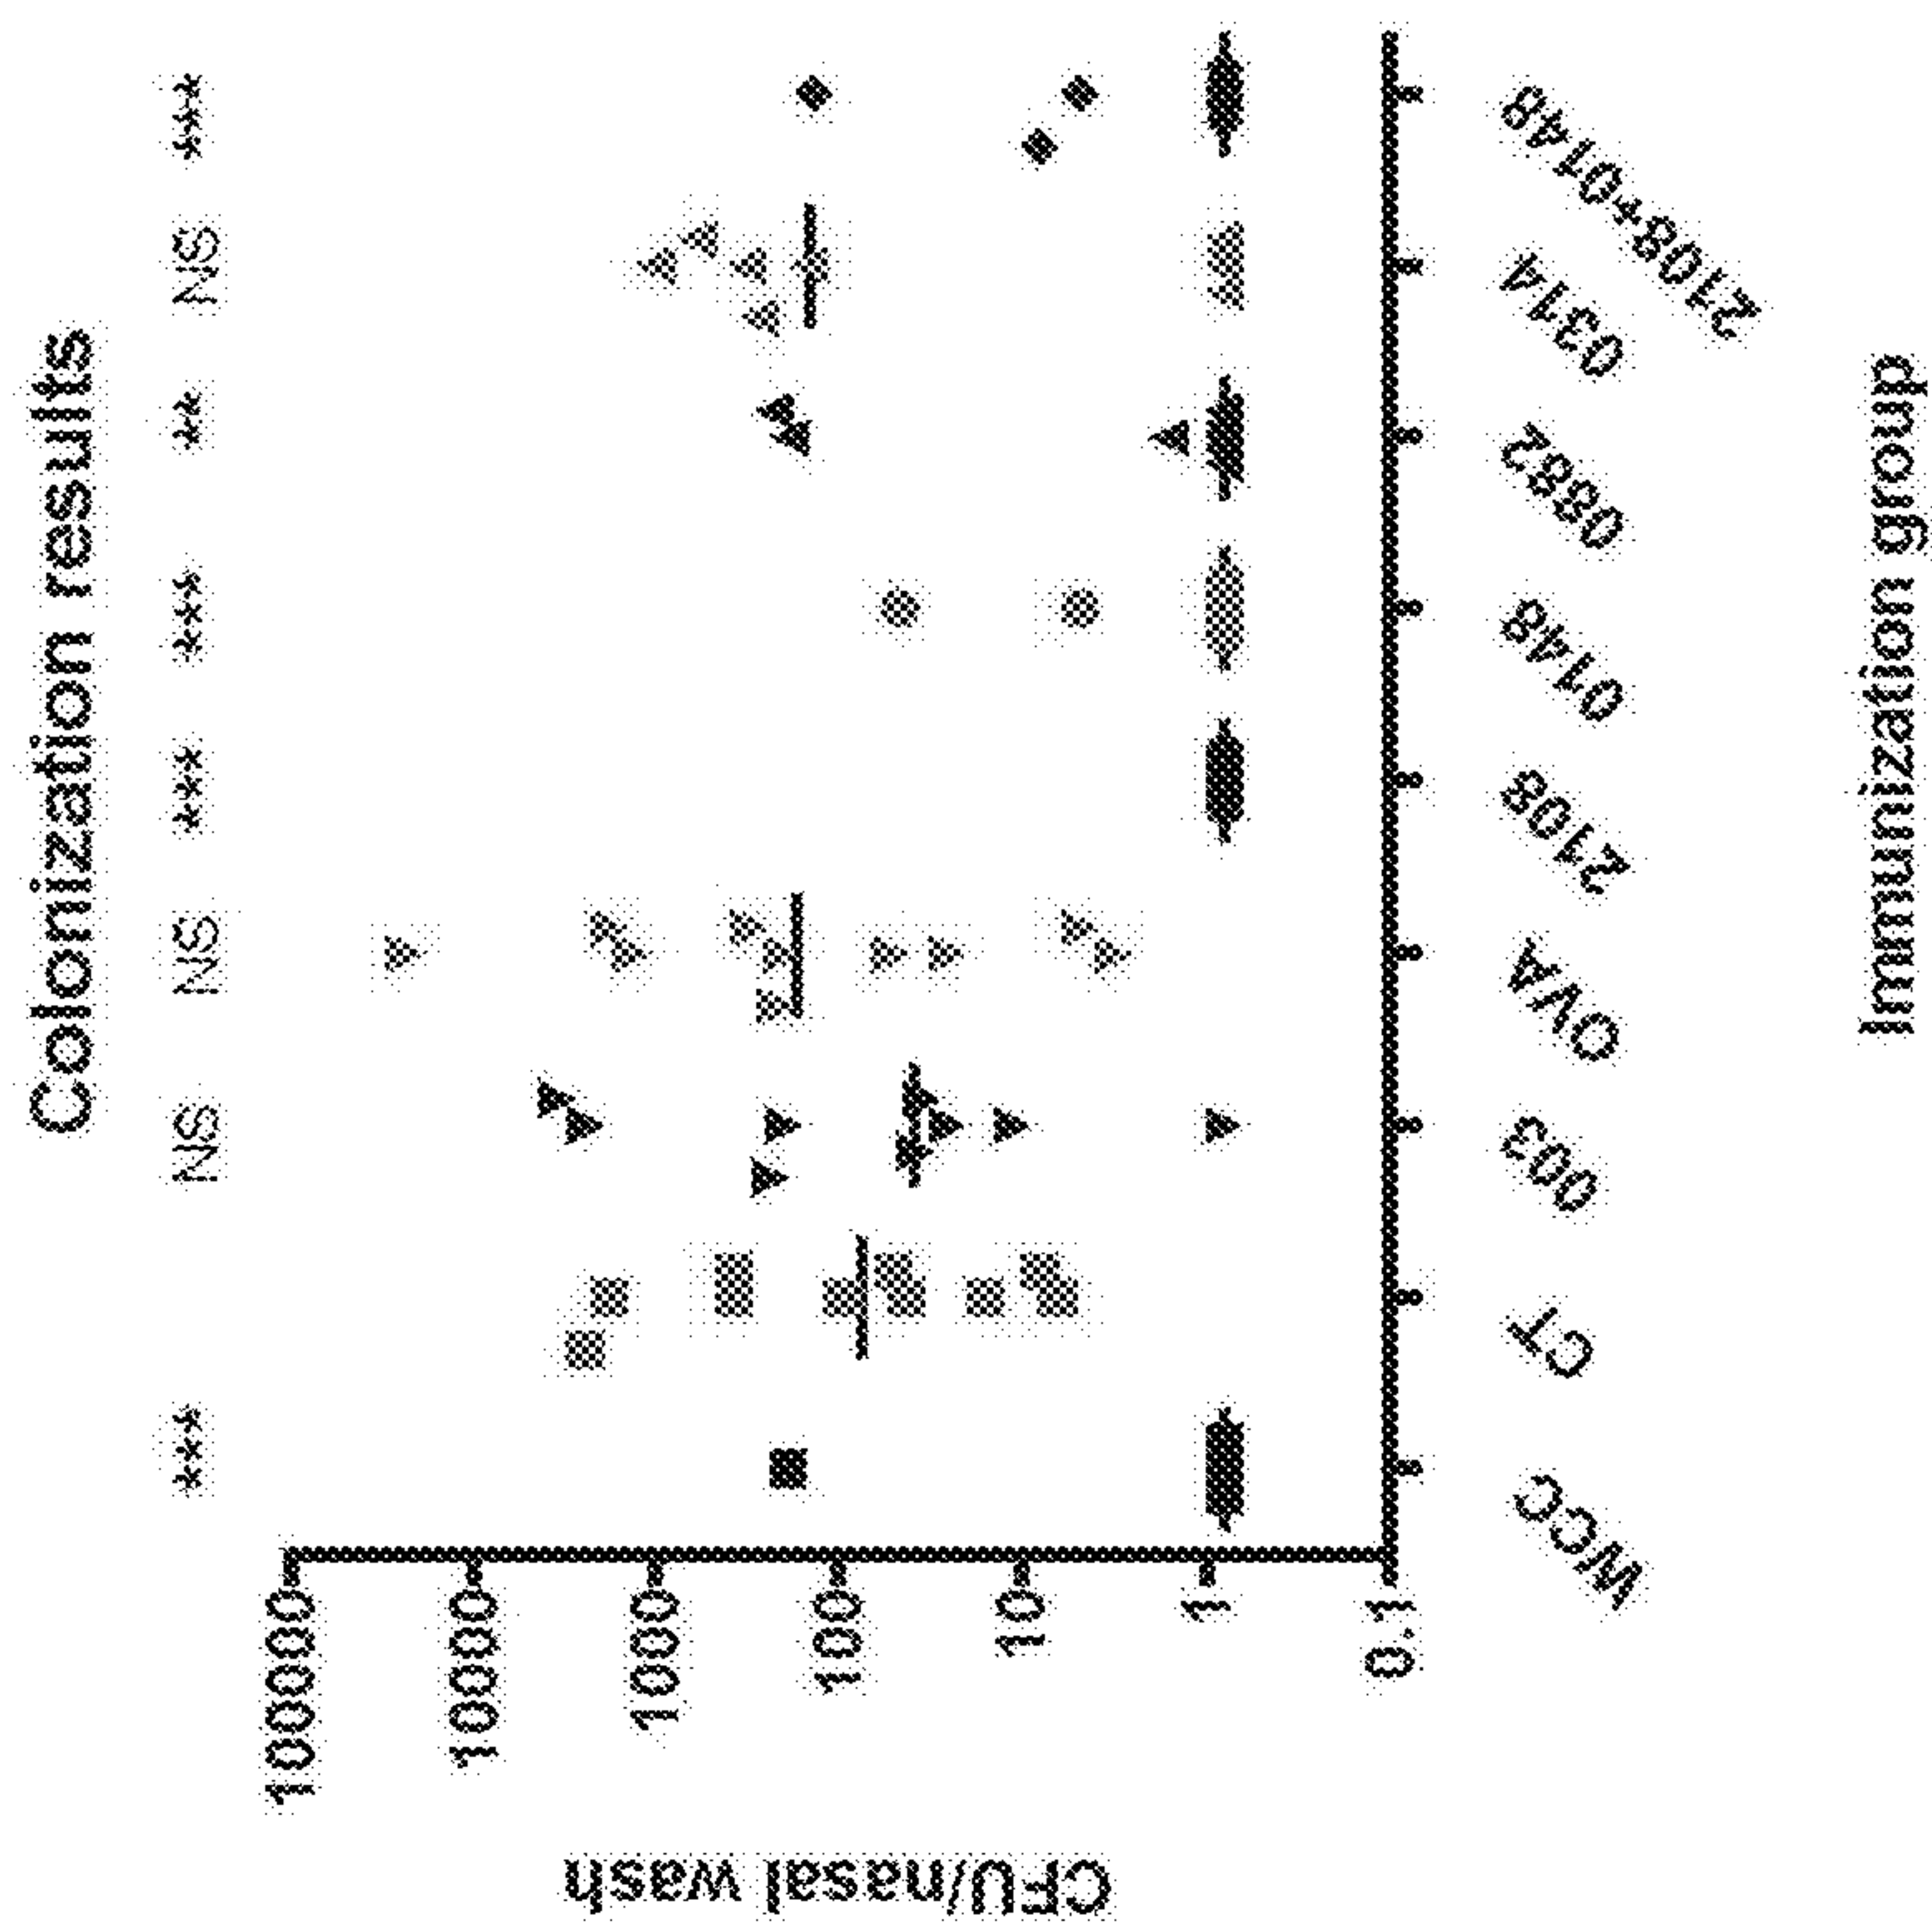 Colonization results
*** NS NS *** *** ** NS ***
CFU/nasal wash
100000
10000
1000
100
10
1
0.1
WCC CT 003 OVA 2108 0148 0882 0314 2108+0148
Immunization group